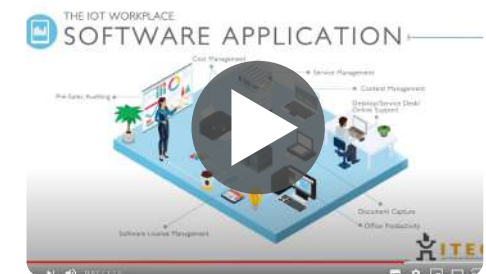 THE IOT WORKPLACE
SOFTWARE APPLICATION
Cost Management
Service Management
Content Management
Pre-Sales Auditing
Desktop/Service Desk/
Online Support
Document Capture
Office Productivity
Software License Management
ITEC